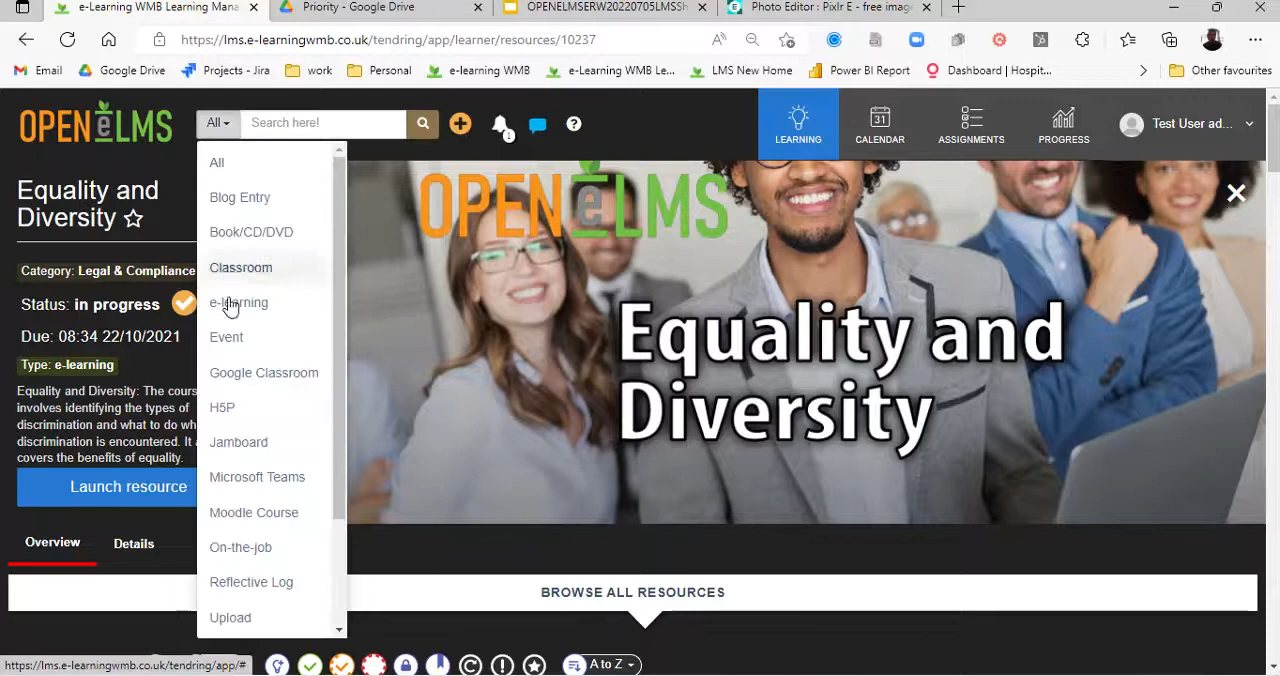 e-Learning WMB Learning Mana
Priority - Google Drive
OPENELMSERW20220705LMSSh
Photo Editor : Pixlr E - free imag
https://lms.e-learningwmb.co.uk/tendring/app/learner/resources/10237
Email
Google Drive
Projects - Jira
work
Personal
e-learning WMB
e-Learning WMB Le...
LMS New Home
Power BI Report
Dashboard | Hospit...
Other favourites
OPENeLMS
All
Search here!
1
31
LEARNING
CALENDAR
ASSIGNMENTS
PROGRESS
Test User ad...
Equality and
Diversity
Category: Legal & Compliance
Status: in progress
Due: 08:34 22/10/2021
Type: e-learning
Equality and Diversity: The cours
involves identifying the types of
discrimination and what to do wh
discrimination is encountered. It a
covers the benefits of equality.
Launch resource
Overview
Details
All
Blog Entry
Book/CD/DVD
Classroom
e-learning
Event
Google Classroom
H5P
Jamboard
Microsoft Teams
Moodle Course
On-the-job
Reflective Log
Upload
OPENeLMS
Equality and
Diversity
BROWSE ALL RESOURCES
A to Z
https://lms.e-learningwmb.co.uk/tendring/app/#